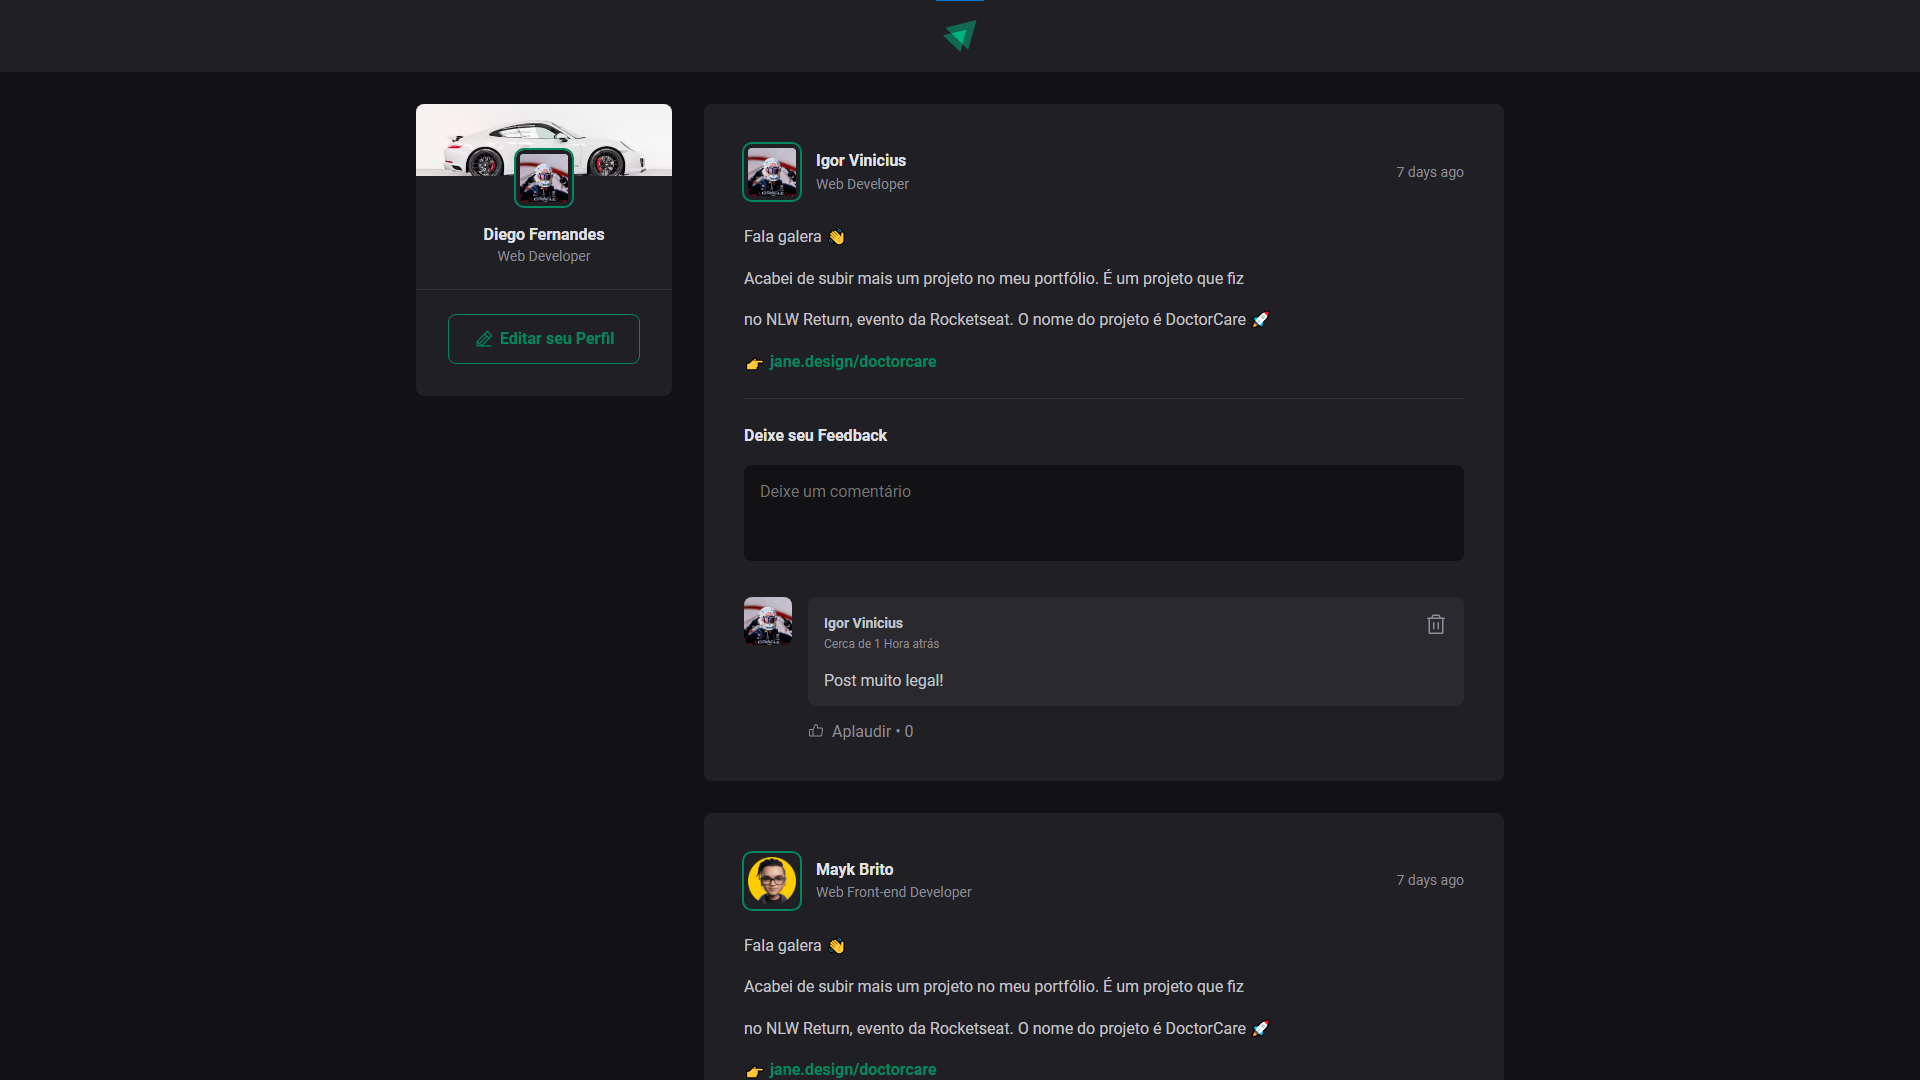 Diego Fernandes
Web Developer
Editar seu Perfil
Igor Vinicius
Web Developer
7 days ago
Fala galera 👋
Acabei de subir mais um projeto no meu portfólio. É um projeto que fiz
no NLW Return, evento da Rocketseat. O nome do projeto é DoctorCare 🚀
👉 jane.design/doctorcare
Deixe seu Feedback
Deixe um comentário
Igor Vinicius
Cerca de 1 Hora atrás
Post muito legal!
Aplaudir • 0
Mayk Brito
Web Front-end Developer
7 days ago
Fala galera 👋
Acabei de subir mais um projeto no meu portfólio. É um projeto que fiz
no NLW Return, evento da Rocketseat. O nome do projeto é DoctorCare 🚀
👉 jane.design/doctorcare